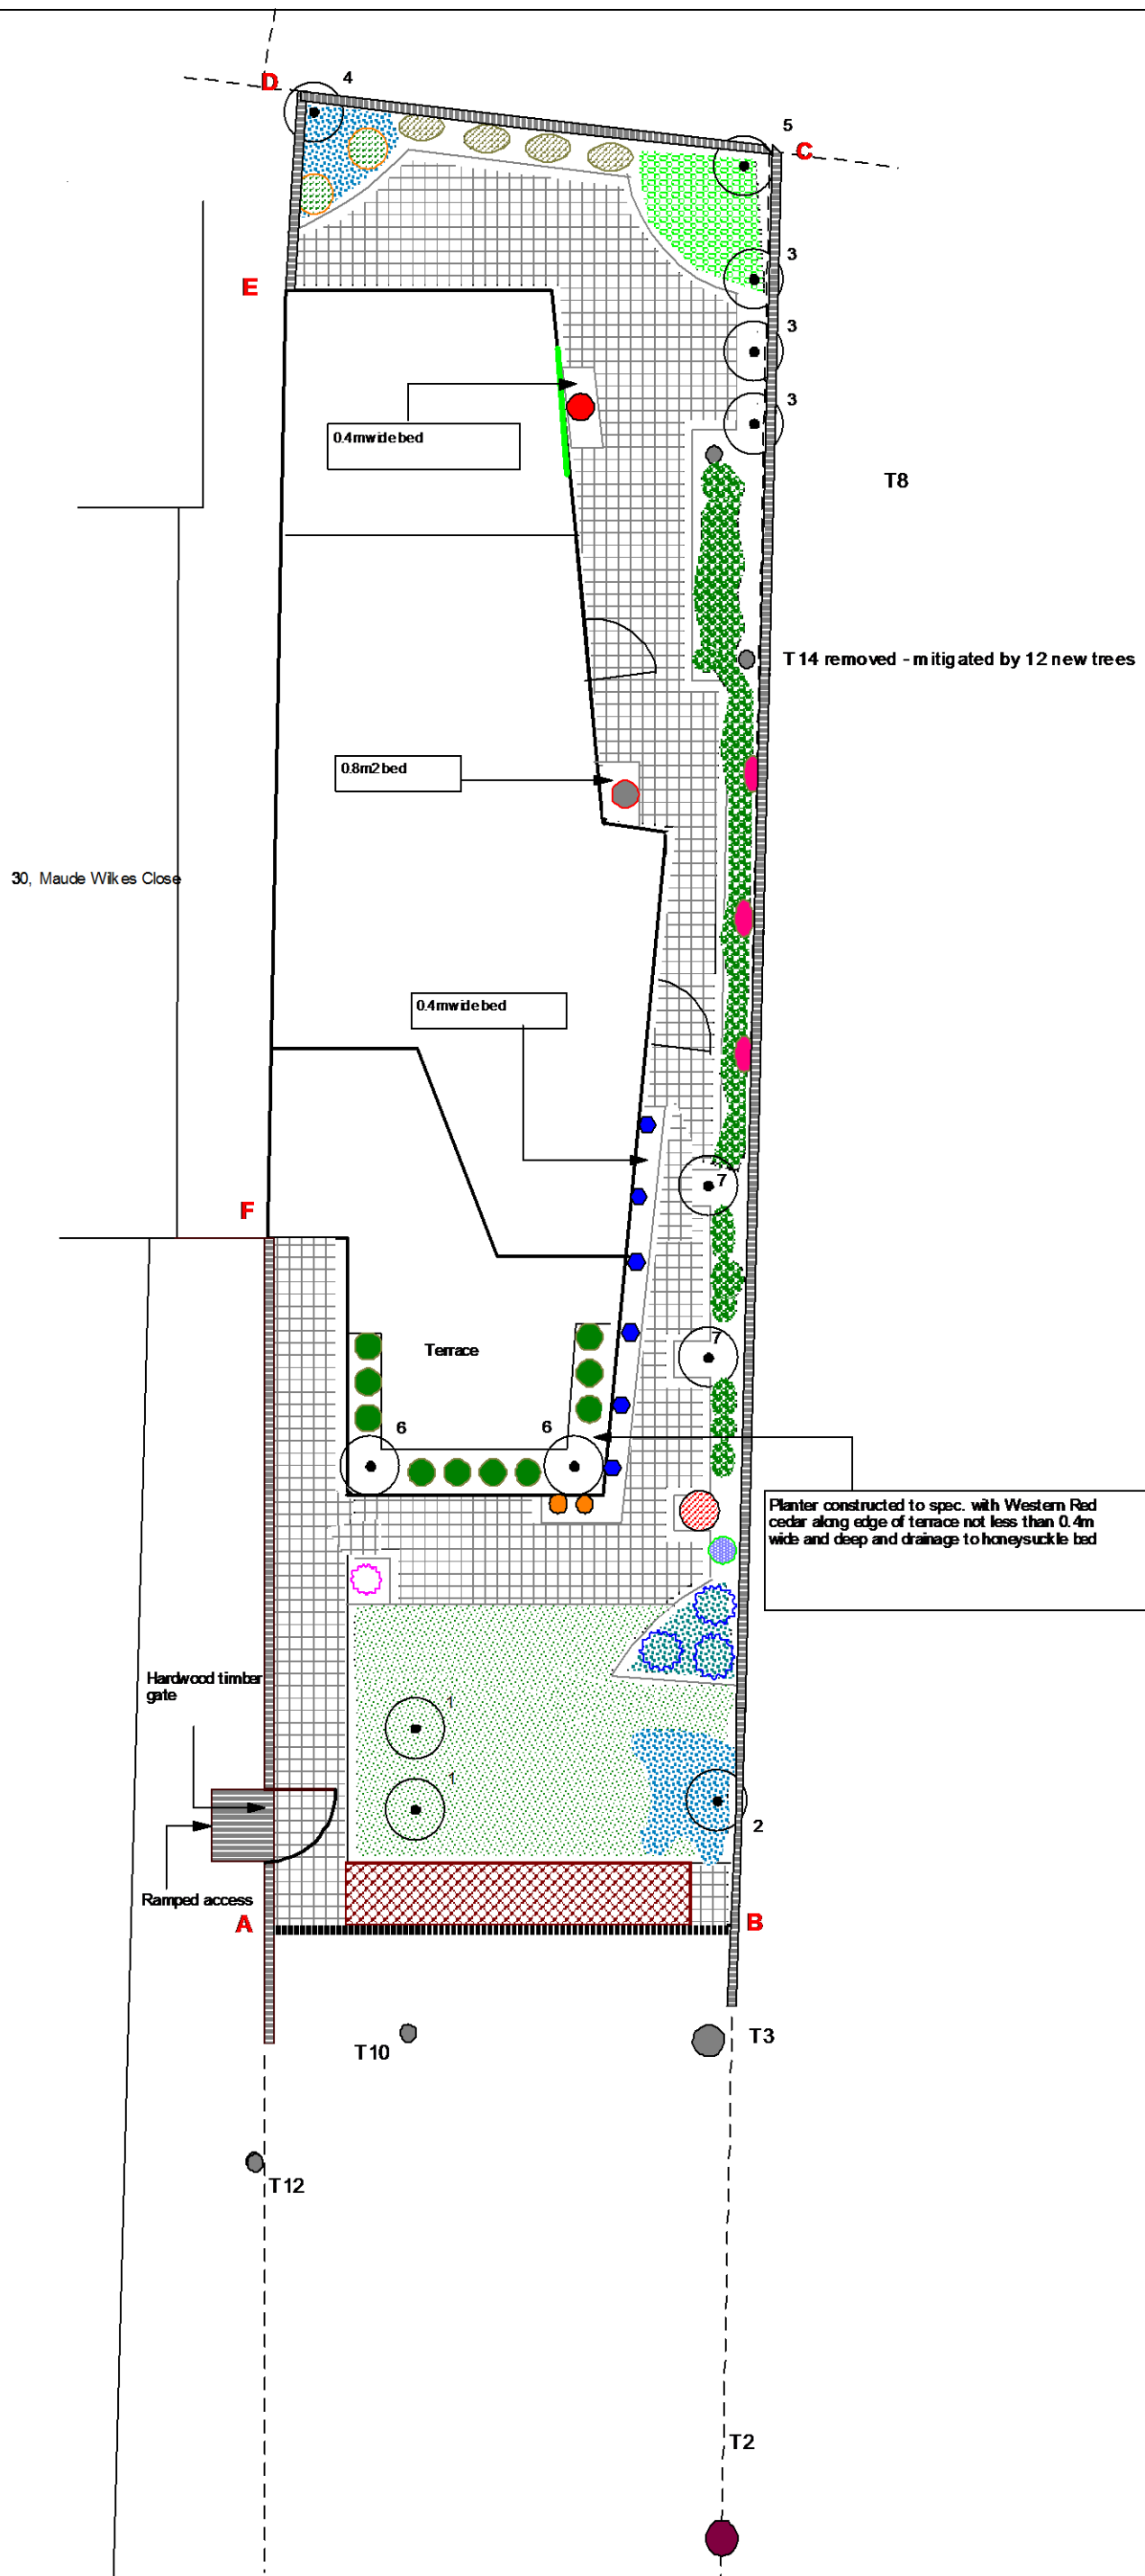 D
4
5
C
3
E
3
3
0.4m wide bed
T8
T14 removed - mitigated by 12 new trees
0.8m2 bed
30, Maude Wilkes Close
0.4m wide bed
7
F
7
Terrace
6
6
Planter constructed to spec. with Western Red
cedar along edge of terrace not less than 0.4m
wide and deep and drainage to honeysuckle bed
Hardwood timber
gate
1
1
2
Ramped access
A
B
T10
T3
T12
T2